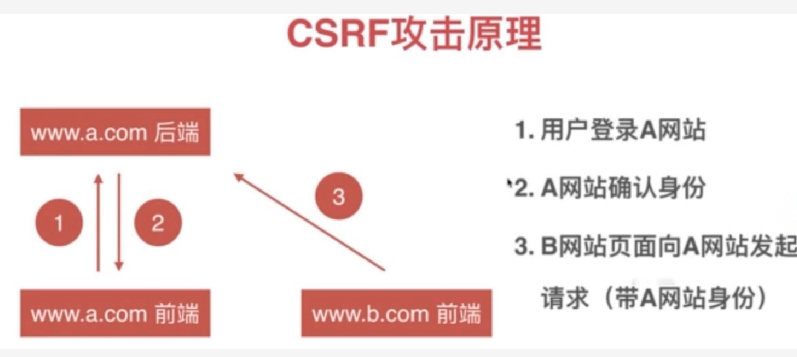 CSRF攻击原理
www.a.com 后端
1
2
3
www.a.com 前端
www.b.com 前端
1. 用户登录A网站
2. A网站确认身份
3. B网站页面向A网站发起
请求（带A网站身份）